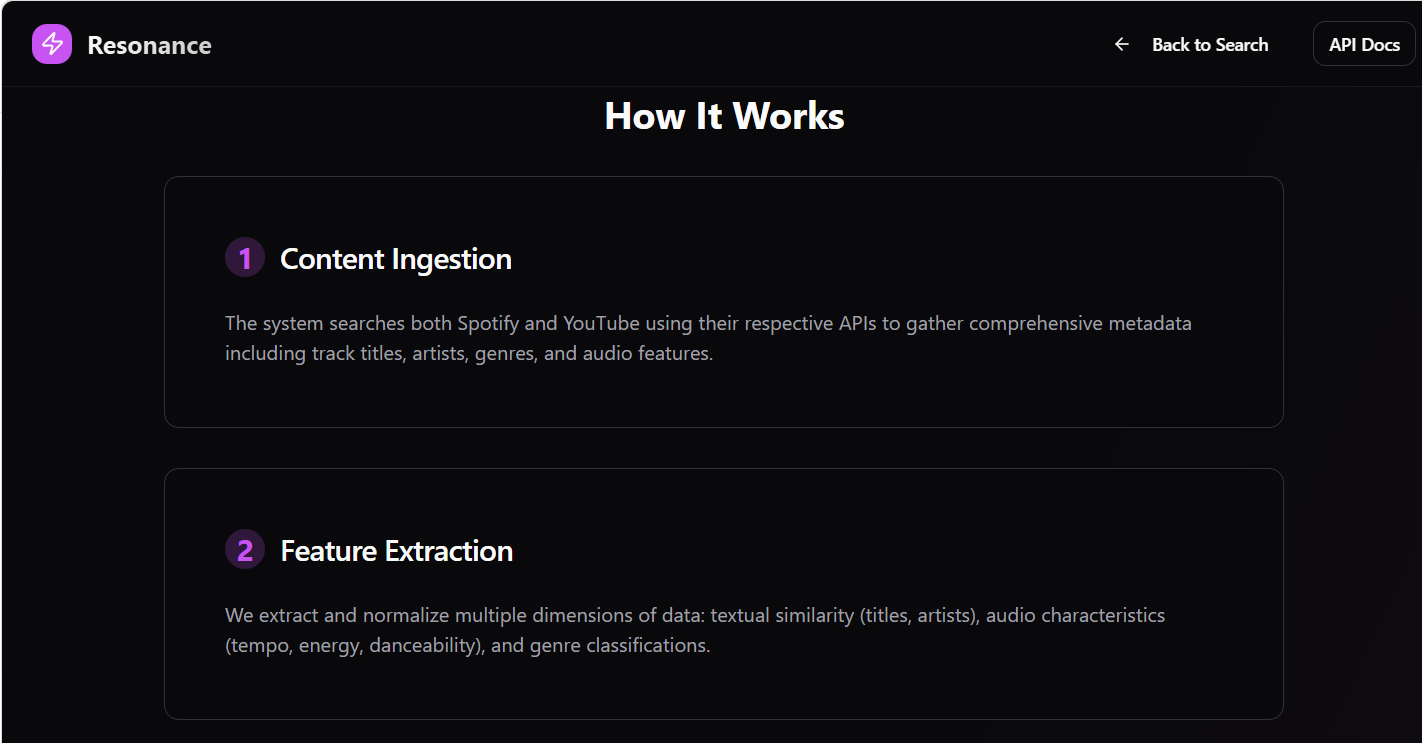 Resonance
Back to Search
API Docs
How It Works
1 Content Ingestion
The system searches both Spotify and YouTube using their respective APIs to gather comprehensive metadata
including track titles, artists, genres, and audio features.
2 Feature Extraction
We extract and normalize multiple dimensions of data: textual similarity (titles, artists), audio characteristics
(tempo, energy, danceability), and genre classifications.